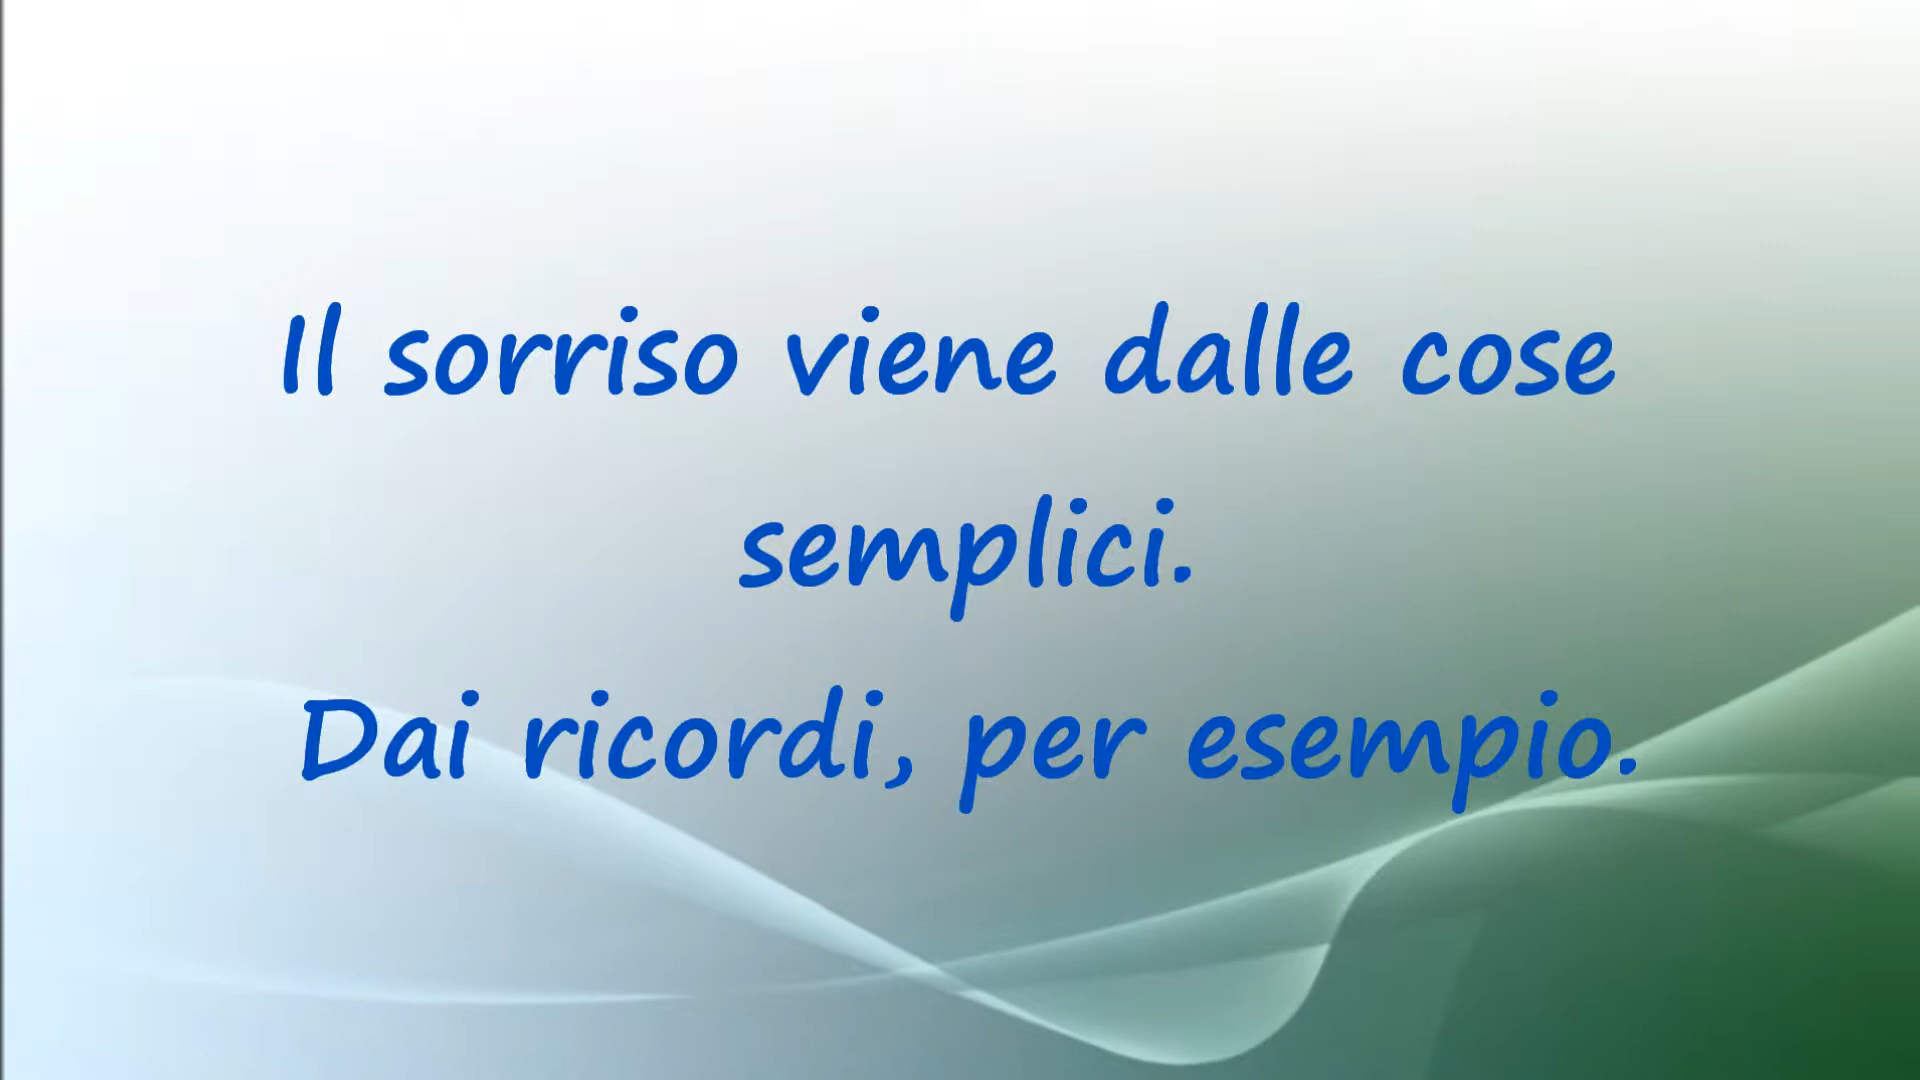 Il sorriso viene dalle cose
semplici.
Dai ricordi, per esempio.